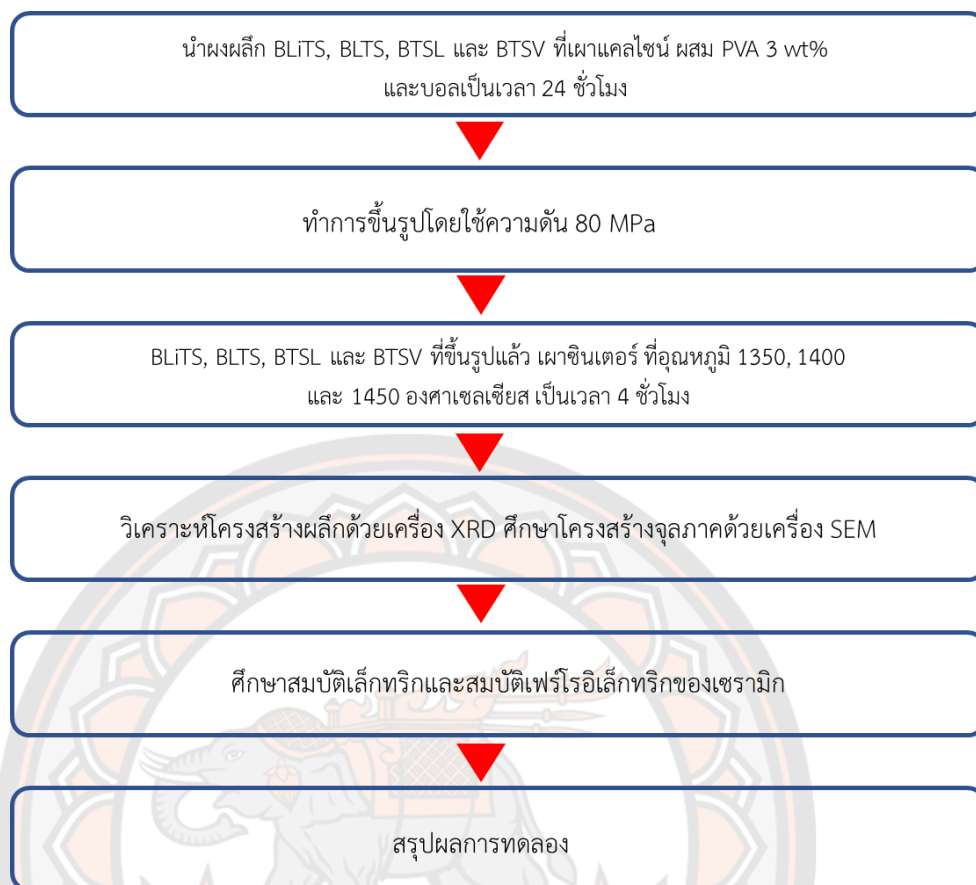 นำผงผลึก BLiTS, BLTS, BTSL และ BTSV ที่เผาแคลไซน์ ผสม PVA 3 wt%
และบอลเป็นเวลา 24 ชั่วโมง
ทำการขึ้นรูปโดยใช้ความดัน 80 MPa
BLiTS, BLTS, BTSL และ BTSV ที่ขึ้นรูปแล้ว เผาซินเตอร์ ที่อุณหภูมิ 1350, 1400
และ 1450 องศาเซลเซียส เป็นเวลา 4 ชั่วโมง
วิเคราะห์โครงสร้างผลึกด้วยเครื่อง XRD ศึกษาโครงสร้างจุลภาคด้วยเครื่อง SEM
ศึกษาสมบัติเล็กทริกและสมบัติเฟร์โรอิเล็กทริกของเซรามิก
สรุปผลการทดลอง